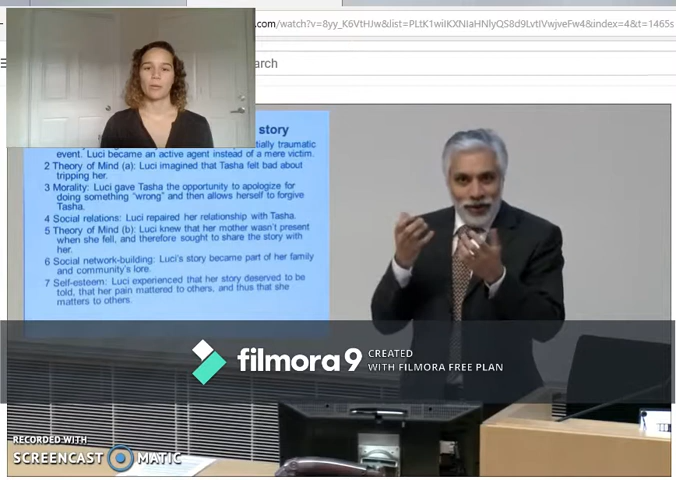 .com/watch?v=8yy_K6VtHJw&list=PLtK1wiIKXNIaHNlyQS8d9LvtIVwjveFw4&index=4&t=1465s
arch
story
tially traumatic
event. Luci became an active agent instead of a mere victim.
2 Theory of Mind (a): Luci imagined that Tasha felt bad about
tripping her.
3 Morality: Luci gave Tasha the opportunity to apologize for
doing something “wrong” and then allows herself to forgive
Tasha.
4 Social relations: Luci repaired her relationship with Tasha.
5 Theory of Mind (b): Luci knew that her mother wasn't present
when she fell, and therefore sought to share the story with
her.
6 Social network-building: Luci's story became part of her family
and community's lore.
7 Self-esteem: Luci experienced that her story deserved to be
told, that her pain mattered to others, and thus that she
matters to others.
filmora9 CREATED
WITH FILMORA FREE PLAN
RECORDED WITH
SCREENCAST MATIC